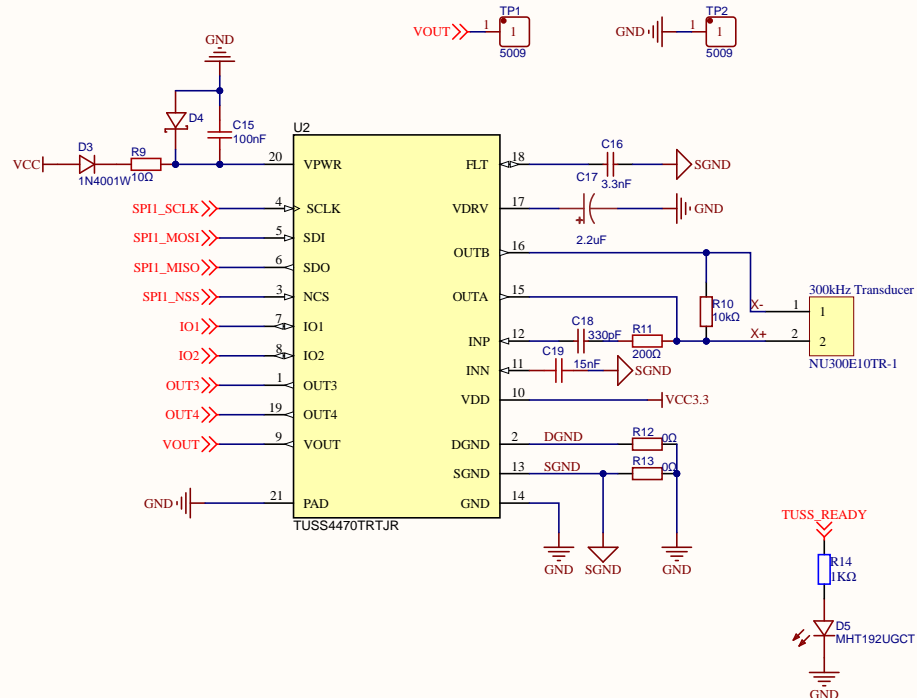 TP1
TP2
VOUT
1
1
GND
1
1
5009
5009
GND
D4
C15
100nF
U2
D3
R9
VCC
1N4001W
10Ω
20
VPWR
FLT
18
C16
3.3nF
SGND
C17
SPI1_SCLK
4
SCLK
VDRV
17
+
2.2uF
GND
SPI1_MOSI
5
SDI
OUTB
16
SPI1_MISO
6
SDO
SPI1_NSS
3
NCS
OUTA
15
R10
10kΩ
300kHz Transducer
X-
1
1
X+
2
2
NU300E10TR-1
IO1
7
IO1
INP
12
C18
330pF
R11
200Ω
IO2
8
IO2
INN
11
C19
15nF
SGND
OUT3
1
OUT3
VDD
10
VCC3.3
OUT4
19
OUT4
VOUT
9
VOUT
DGND
2
DGND
R12
0Ω
SGND
13
SGND
R13
0Ω
GND
21
PAD
GND
14
TUSS4470TRTJR
GND
SGND
GND
TUSS_READY
R14
1KΩ
D5
MHT192UGCT
GND